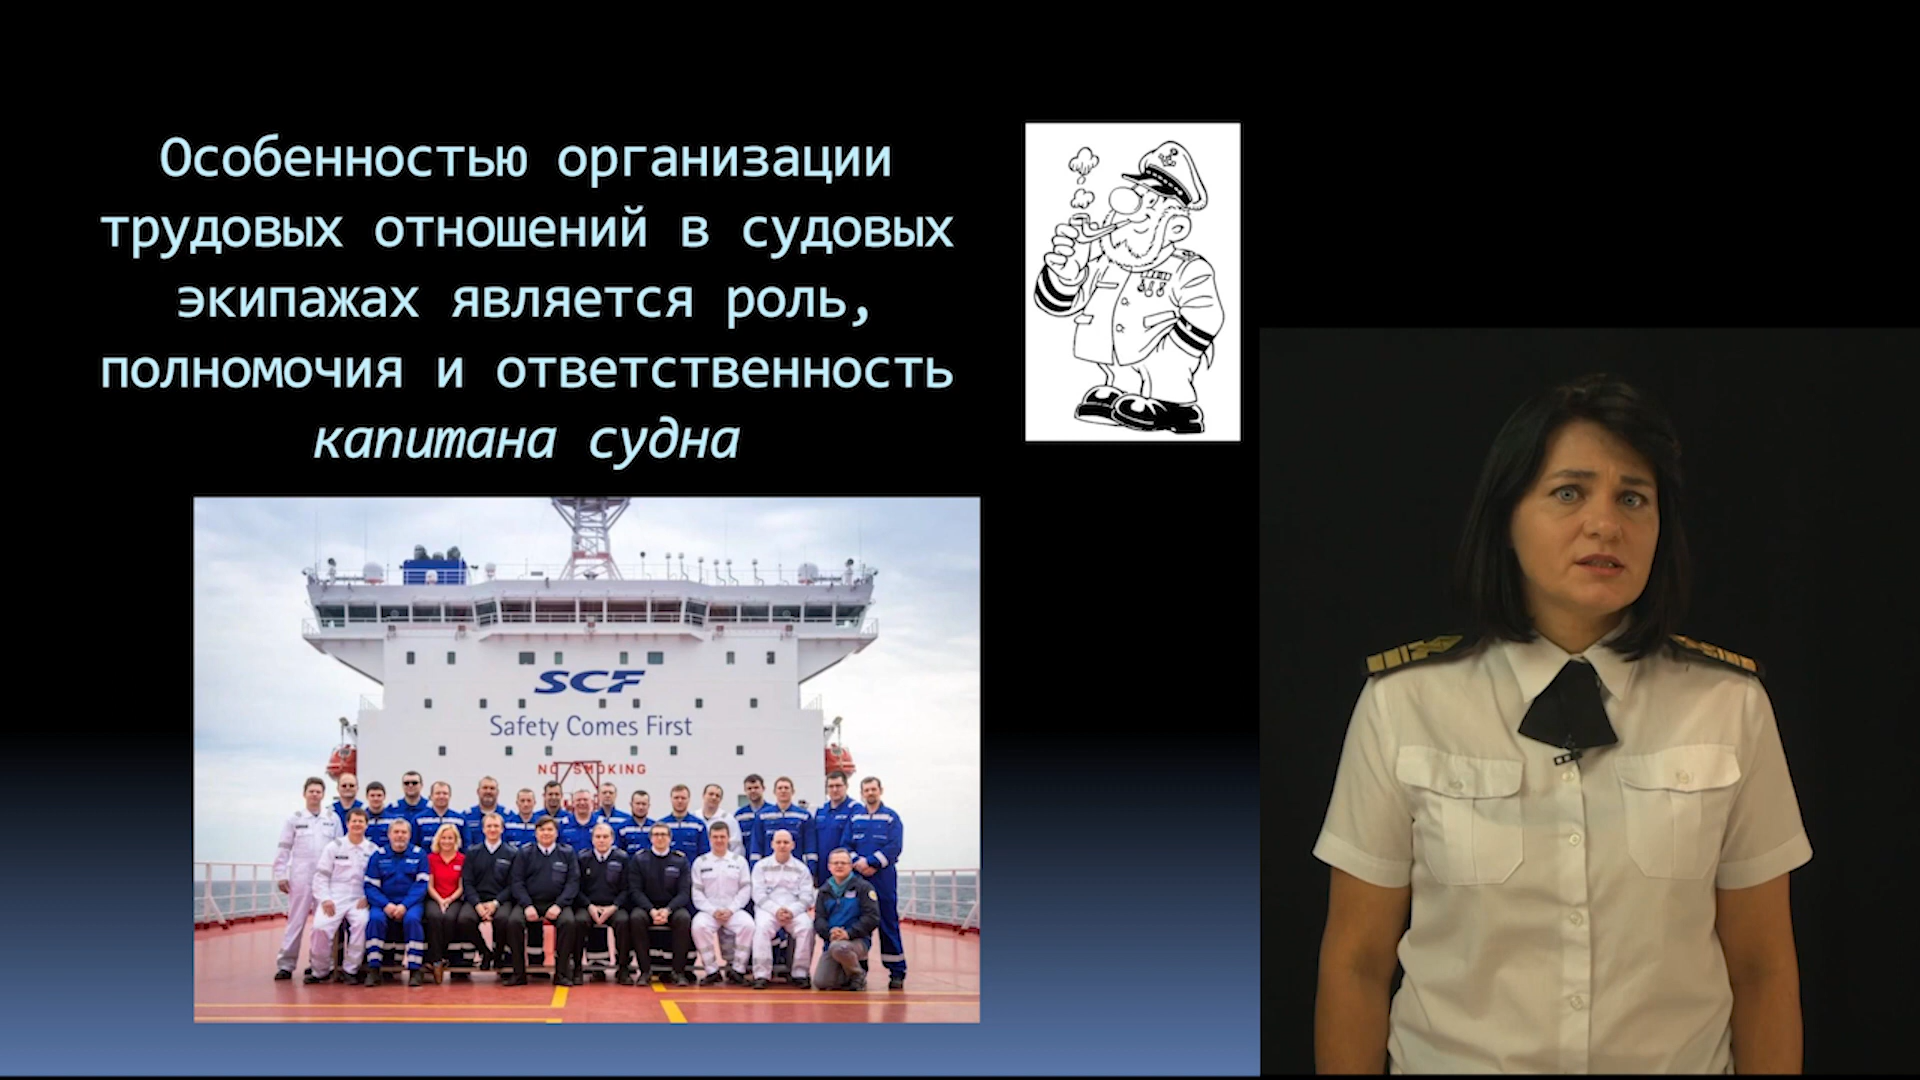 Особенностью организации
трудовых отношений в судовых
экипажах является роль,
полномочия и ответственность
капитана судна
SCF
Safety Comes First
NO SMOKING